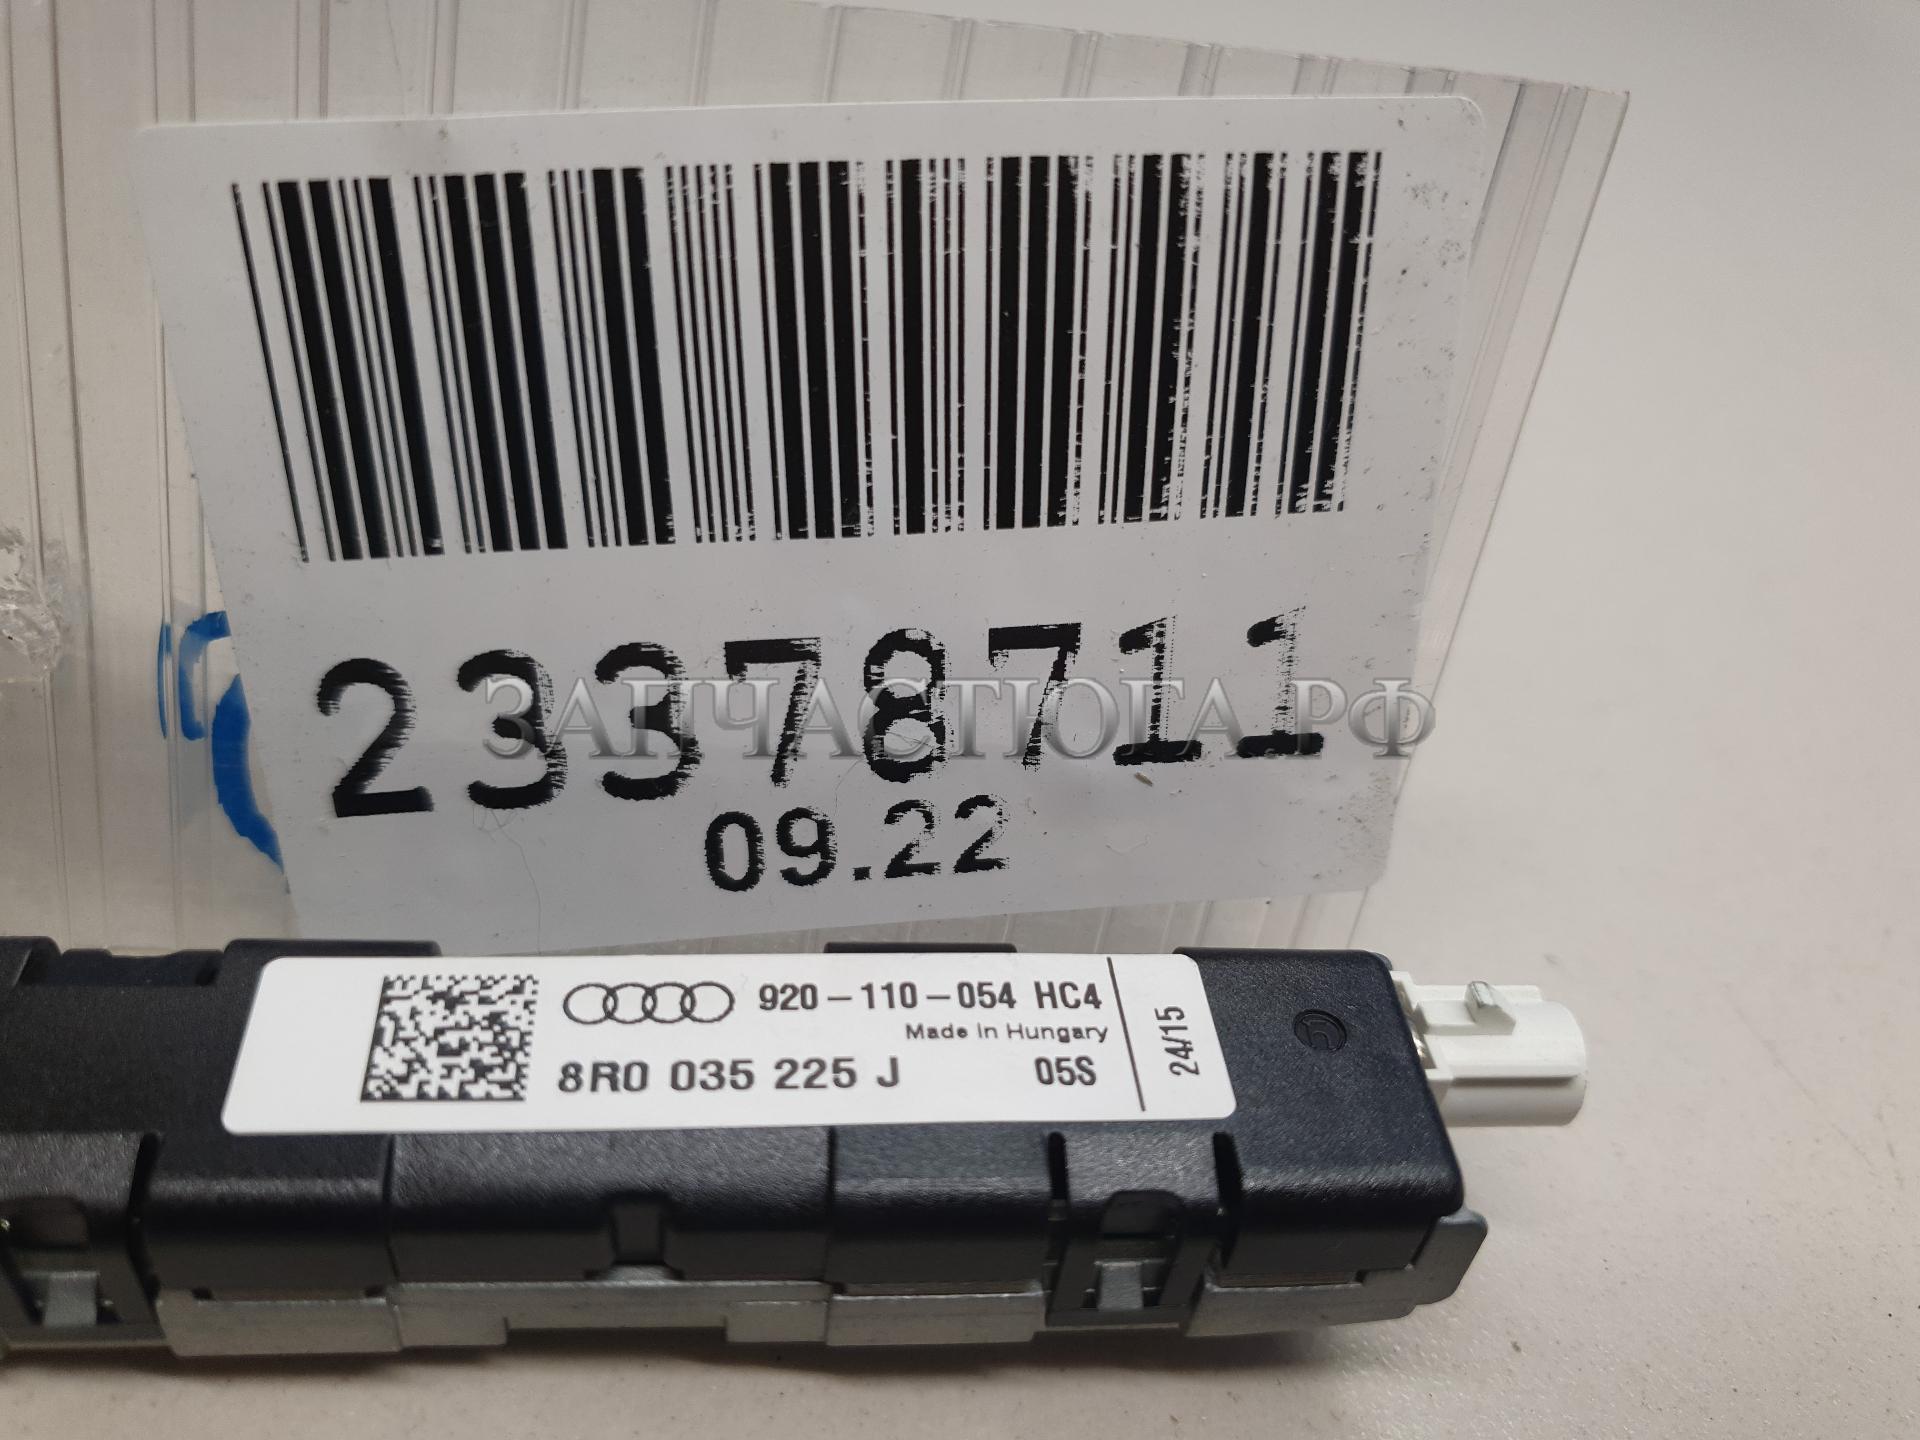 23378711
ЗАПЧАСТЮГА.РФ
09.22
920-110-054 HC4
Made in Hungary
8R0 035 225 J 05S
24/15